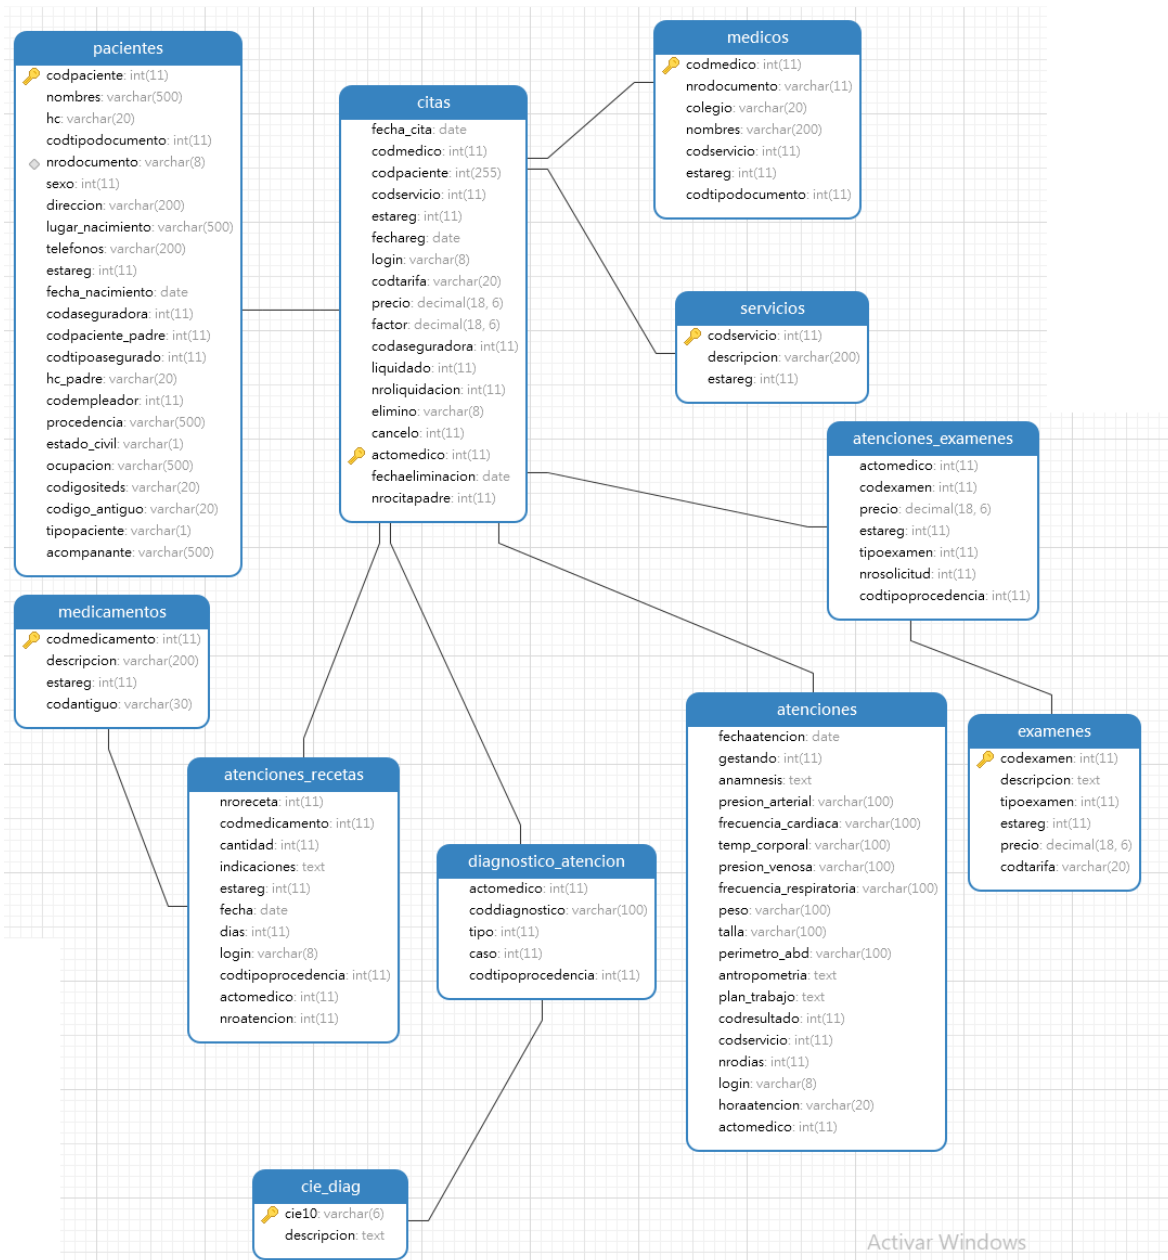 pacientes
codpaciente: int(11)
nombres: varchar(500)
hc: varchar(20)
codtipodocumento: int(11)
nrodocumento: varchar(8)
sexo: int(11)
direccion: varchar(200)
lugar_nacimiento: varchar(500)
telefonos: varchar(200)
estareg: int(11)
fecha_nacimiento: date
codaseguradora: int(11)
codpaciente_padre: int(11)
codtipoasegurado: int(11)
hc_padre: varchar(20)
codempleador: int(11)
procedencia: varchar(500)
estado_civil: varchar(1)
ocupacion: varchar(500)
codigositeds: varchar(20)
codigo_antiguo: varchar(20)
tipopaciente: varchar(1)
acompanante: varchar(500)
citas
fecha_cita: date
codmedico: int(11)
codpaciente: int(255)
codservicio: int(11)
estareg: int(11)
fechareg: date
login: varchar(8)
codtarifa: varchar(20)
precio: decimal(18, 6)
factor: decimal(18, 6)
codaseguradora: int(11)
liquidado: int(11)
nroliquidacion: int(11)
elimino: varchar(8)
cancelo: int(11)
actomedico: int(11)
fechaeliminacion: date
nrocitapadre: int(11)
medicos
codmedico: int(11)
nrodocumento: varchar(11)
colegio: varchar(20)
nombres: varchar(200)
codservicio: int(11)
estareg: int(11)
codtipodocumento: int(11)
servicios
codservicio: int(11)
descripcion: varchar(200)
estareg: int(11)
atenciones_examenes
actomedico: int(11)
codexamen: int(11)
precio: decimal(18, 6)
estareg: int(11)
tipoexamen: int(11)
nrosolicitud: int(11)
codtipoprocedencia: int(11)
medicamentos
codmedicamento: int(11)
descripcion: varchar(200)
estareg: int(11)
codantiguo: varchar(30)
atenciones_recetas
nroreceta: int(11)
codmedicamento: int(11)
cantidad: int(11)
indicaciones: text
estareg: int(11)
fecha: date
dias: int(11)
login: varchar(8)
codtipoprocedencia: int(11)
actomedico: int(11)
nroatencion: int(11)
diagnostico_atencion
actomedico: int(11)
coddiagnostico: varchar(100)
tipo: int(11)
caso: int(11)
codtipoprocedencia: int(11)
atenciones
fechaatencion: date
gestando: int(11)
anamnesis: text
presion_arterial: varchar(100)
frecuencia_cardiaca: varchar(100)
temp_corporal: varchar(100)
presion_venosa: varchar(100)
frecuencia_respiratoria: varchar(100)
peso: varchar(100)
talla: varchar(100)
perimetro_abd: varchar(100)
antropometria: text
plan_trabajo: text
codresultado: int(11)
codservicio: int(11)
nrodias: int(11)
login: varchar(8)
horaatencion: varchar(20)
actomedico: int(11)
examenes
codexamen: int(11)
descripcion: text
tipoexamen: int(11)
estareg: int(11)
precio: decimal(18, 6)
codtarifa: varchar(20)
cie_diag
cie10: varchar(6)
descripcion: text
Activar Windows